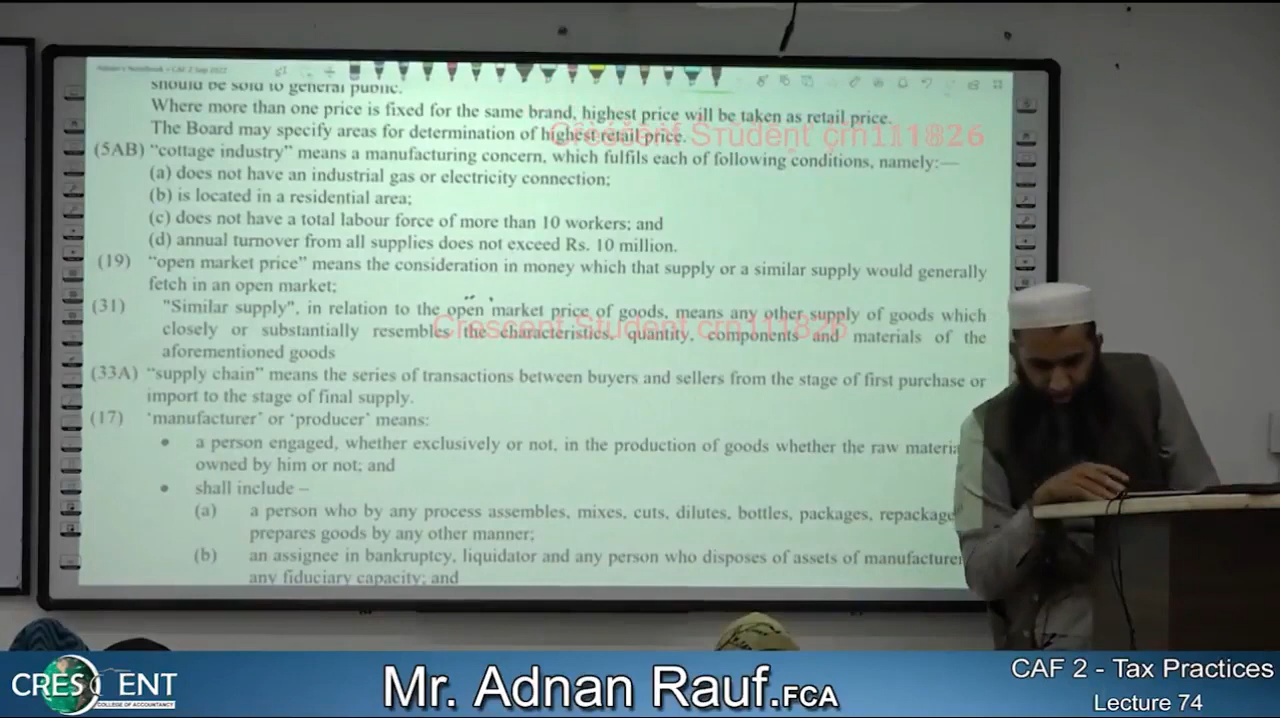 should be sold to general public.
Where more than one price is fixed for the same brand, highest price will be taken as retail price.
The Board may specify areas for determination of highest retail price.
Crescent Student crn111826
(5AB) “cottage industry” means a manufacturing concern, which fulfils each of following conditions, namely:—
(a) does not have an industrial gas or electricity connection;
(b) is located in a residential area;
(c) does not have a total labour force of more than 10 workers; and
(d) annual turnover from all supplies does not exceed Rs. 10 million.
(19) “open market price” means the consideration in money which that supply or a similar supply would generally
fetch in an open market;
(31) "Similar supply", in relation to the open market price of goods, means any other supply of goods which
closely or substantially resembles the characteristics, quantity, components and materials of the
Crescent Student crn111826
aforementioned goods
(33A) “supply chain” means the series of transactions between buyers and sellers from the stage of first purchase or
import to the stage of final supply.
(17) ‘manufacturer’ or ‘producer’ means:
• a person engaged, whether exclusively or not, in the production of goods whether the raw materia
owned by him or not; and
• shall include –
(a) a person who by any process assembles, mixes, cuts, dilutes, bottles, packages, repackage
prepares goods by any other manner;
(b) an assignee in bankruptcy, liquidator and any person who disposes of assets of manufacturer
any fiduciary capacity; and
CRESCENT
COLLEGE OF ACCOUNTANCY
Mr. Adnan Rauf.FCA
CAF 2 - Tax Practices
Lecture 74